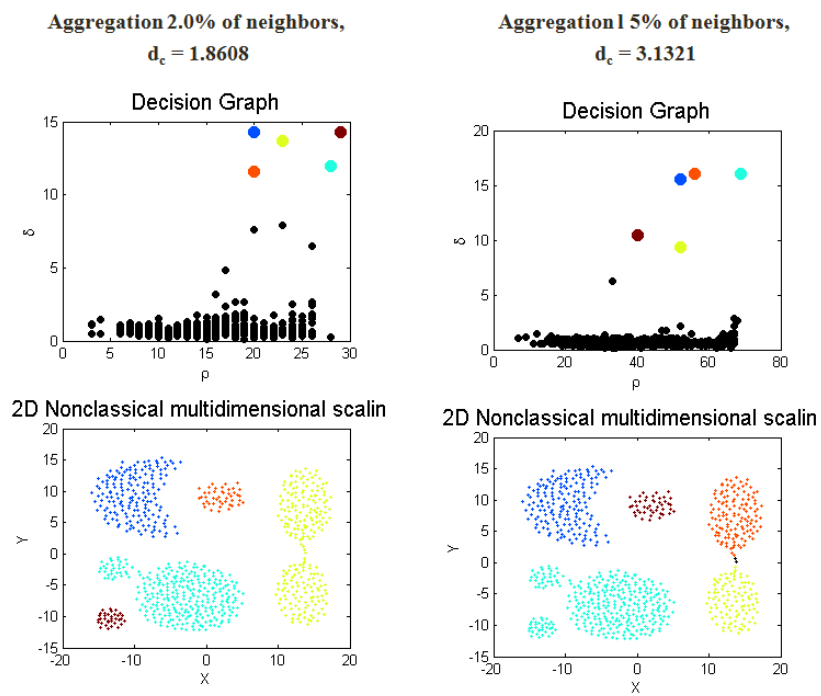 Aggregation 2.0% of neighbors,
d_c = 1.8608
Decision Graph
15
10
5
0
δ
0 5 10 15 20 25 30
ρ
2D Nonclassical multidimensional scalin
20
15
10
5
0
-5
-10
-15
Y
-20 -10 0 10 20
X
Aggregation l 5% of neighbors,
d_c = 3.1321
Decision Graph
20
15
10
5
0
δ
0 20 40 60 80
ρ
2D Nonclassical multidimensional scalin
20
15
10
5
0
-5
-10
-15
Y
-20 -10 0 10 20
X